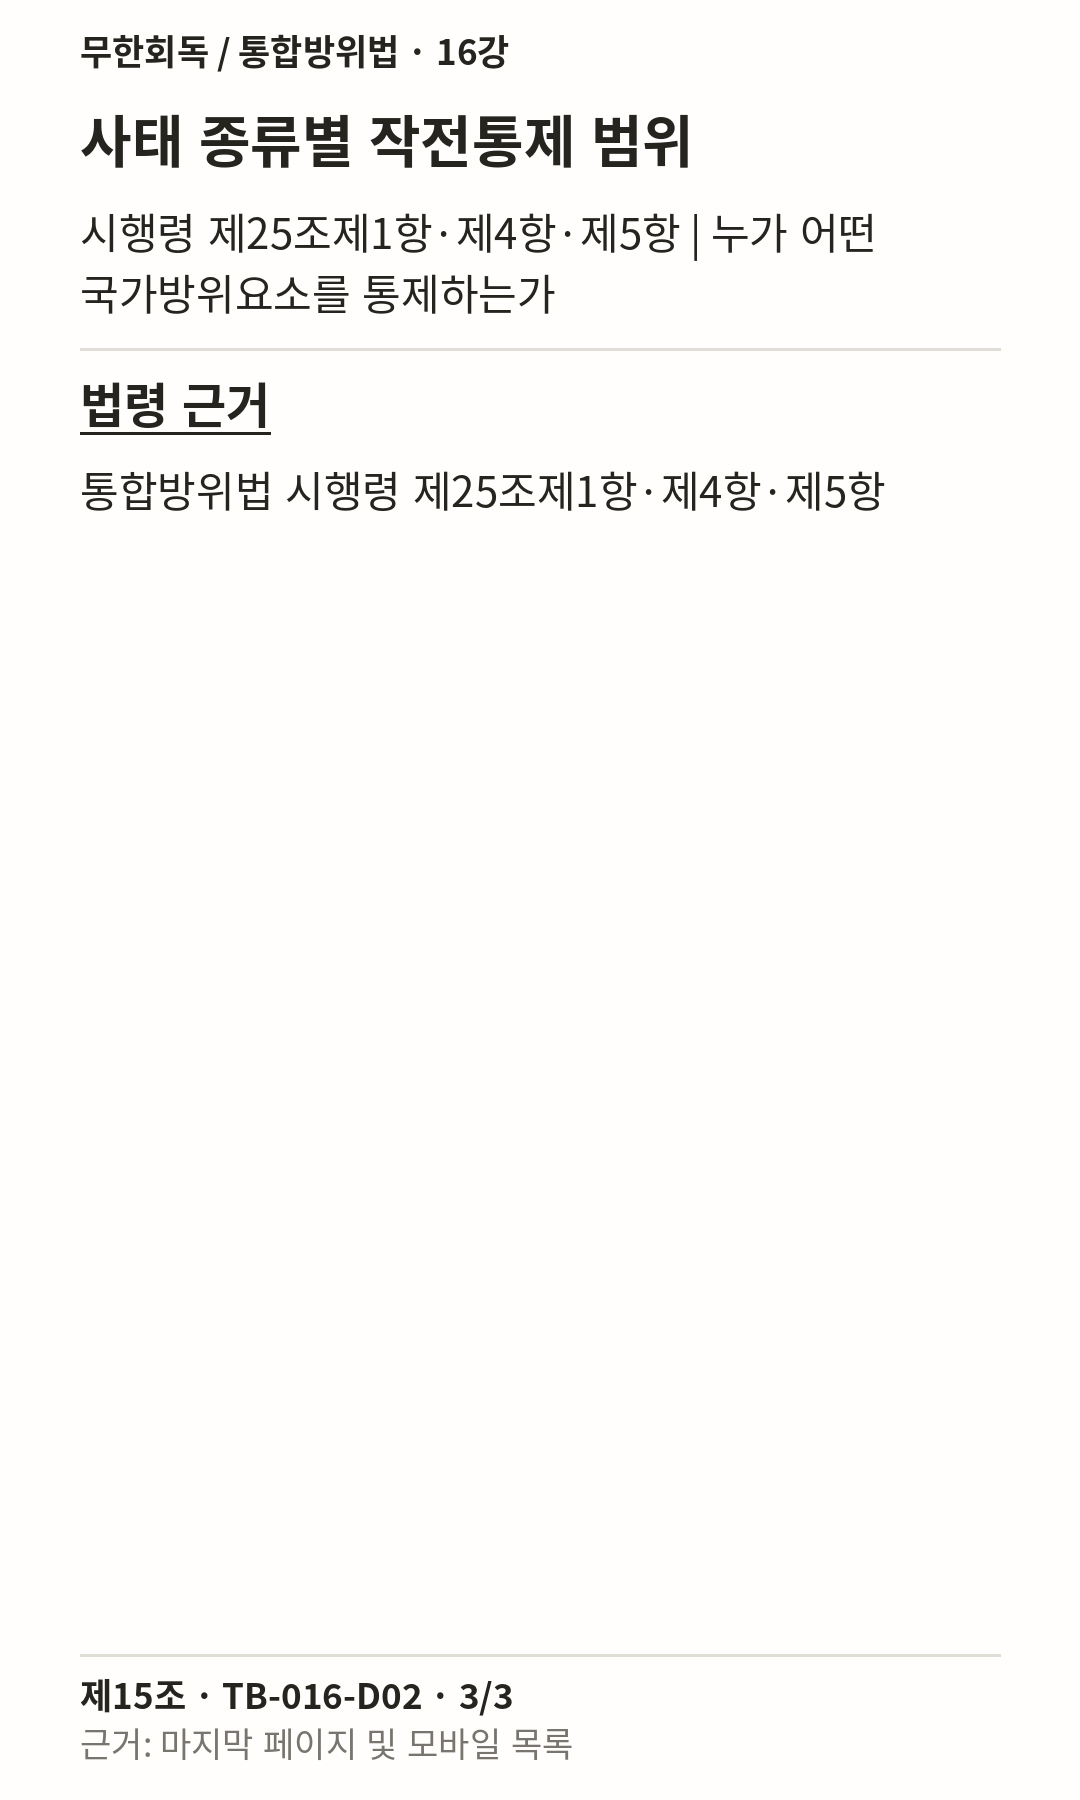 무한회독 / 통합방위법 · 16강
사태 종류별 작전통제 범위
시행령 제25조제1항·제4항·제5항 | 누가 어떤
국가방위요소를 통제하는가
법령 근거
통합방위법 시행령 제25조제1항·제4항·제5항
제15조 · TB-016-D02 · 3/3
근거: 마지막 페이지 및 모바일 목록